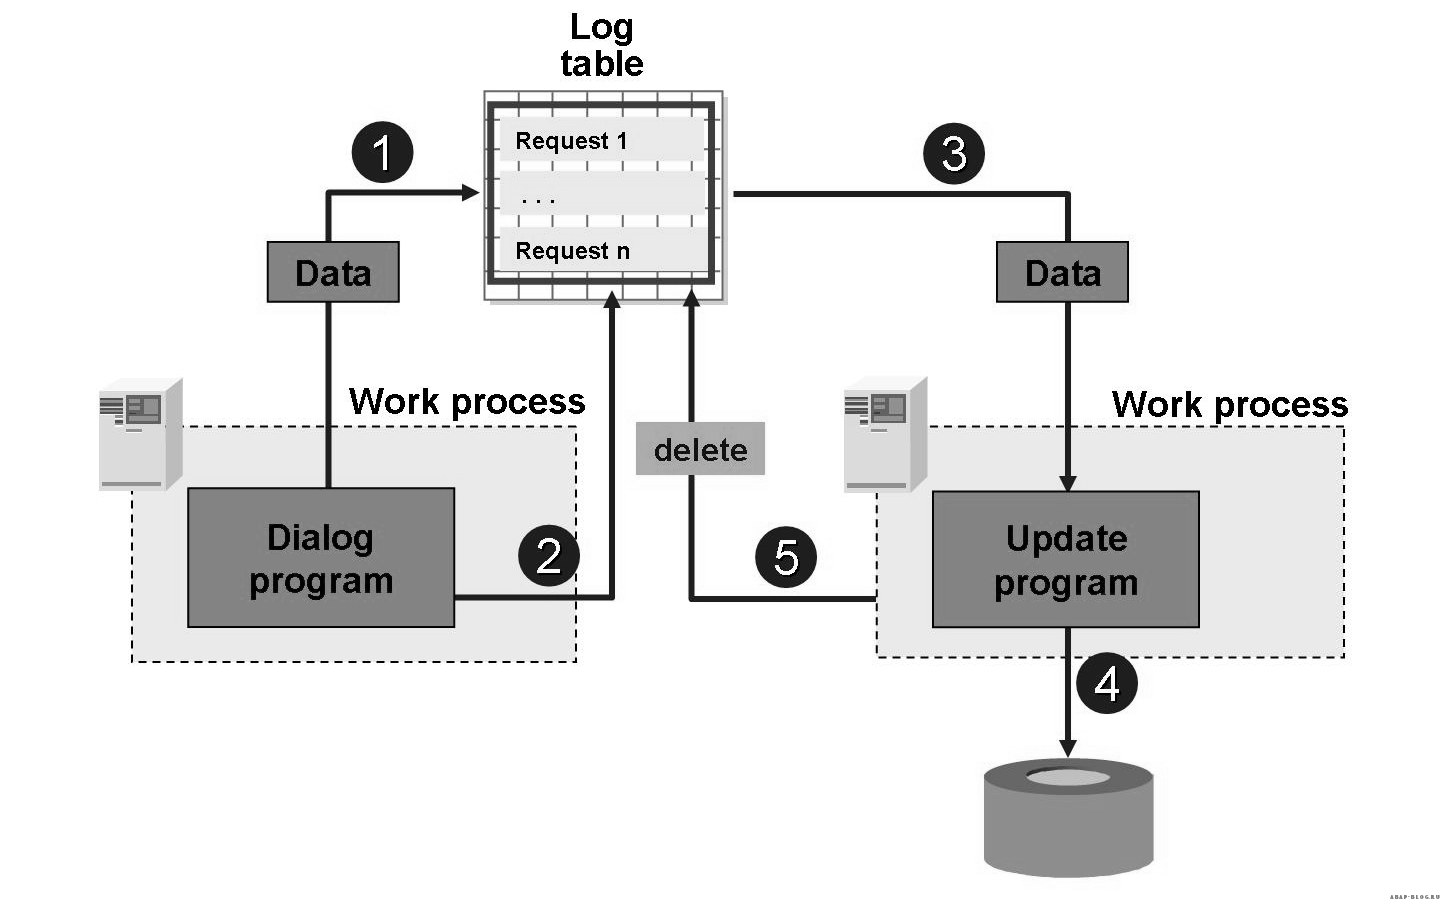 Log
table
1
3
Request 1
. . .
Request n
Data
Data
Work process
Work process
delete
Dialog
program
2
5
Update
program
4
ABAP-BLOG.RU